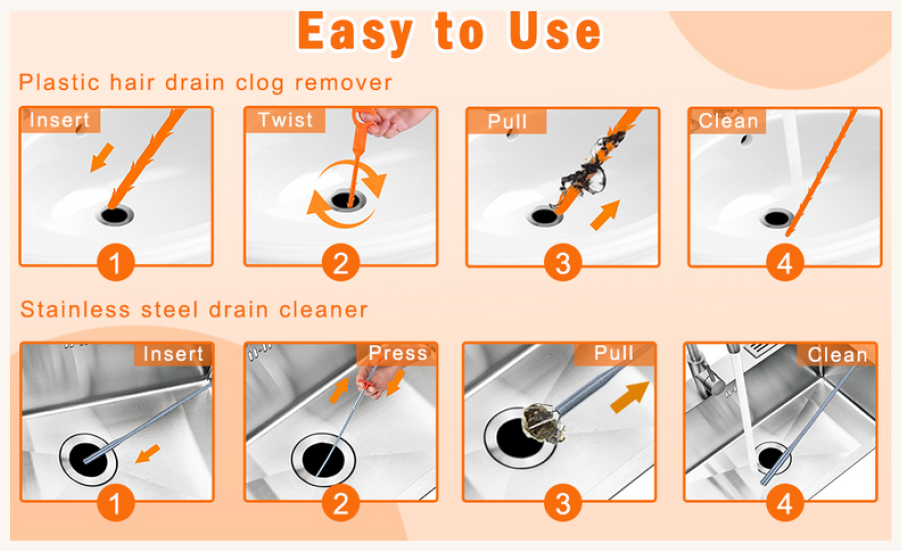 Easy to Use
Plastic hair drain clog remover
Insert
Twist
Pull
Clean
1
2
3
4
Stainless steel drain cleaner
Insert
Press
Pull
Clean
1
2
3
4